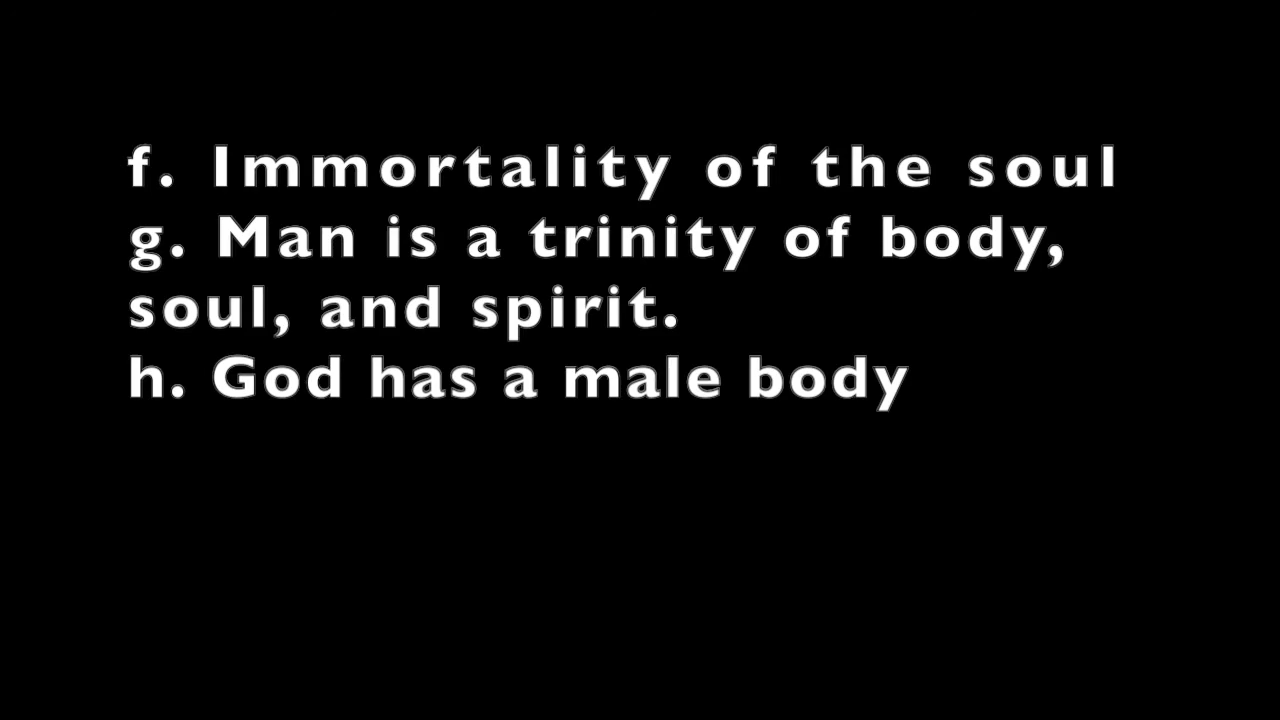 f. Immortality of the soul
g. Man is a trinity of body,
soul, and spirit.
h. God has a male body